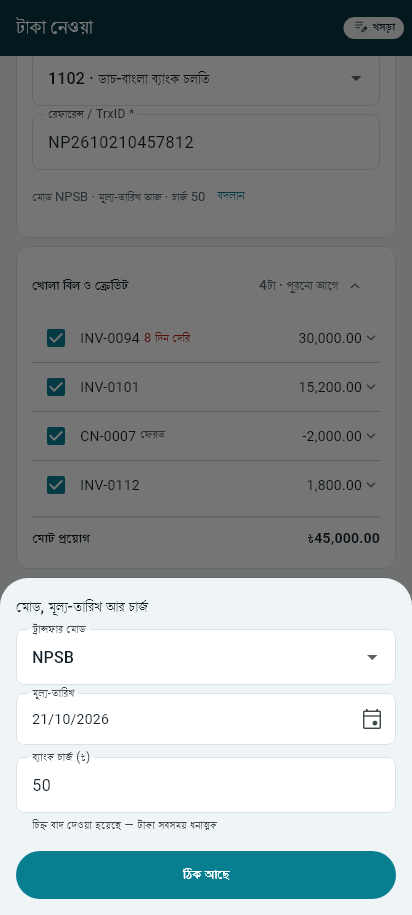 টাকা নেওয়া
খসড়া
1102 · ডাচ-বাংলা ব্যাংক চলতি
রেফারেন্স / TrxID *
NP2610210457812
মোড NPSB · মূল্য-তারিখ আজ · চার্জ 50 বদলান
খোলা বিল ও ক্রেডিট 4টা · পুরনো আগে
INV-0094 8 দিন দেরি 30,000.00
INV-0101 15,200.00
CN-0007 ফেরত -2,000.00
INV-0112 1,800.00
মোট প্রয়োগ ৳45,000.00
মোড, মূল্য-তারিখ আর চার্জ
ট্রান্সফার মোড
NPSB
মূল্য-তারিখ
21/10/2026
ব্যাংক চার্জ (৳)
50
চিহ্ন বাদ দেওয়া হয়েছে — টাকা সবসময় ধনাত্মক
ঠিক আছে